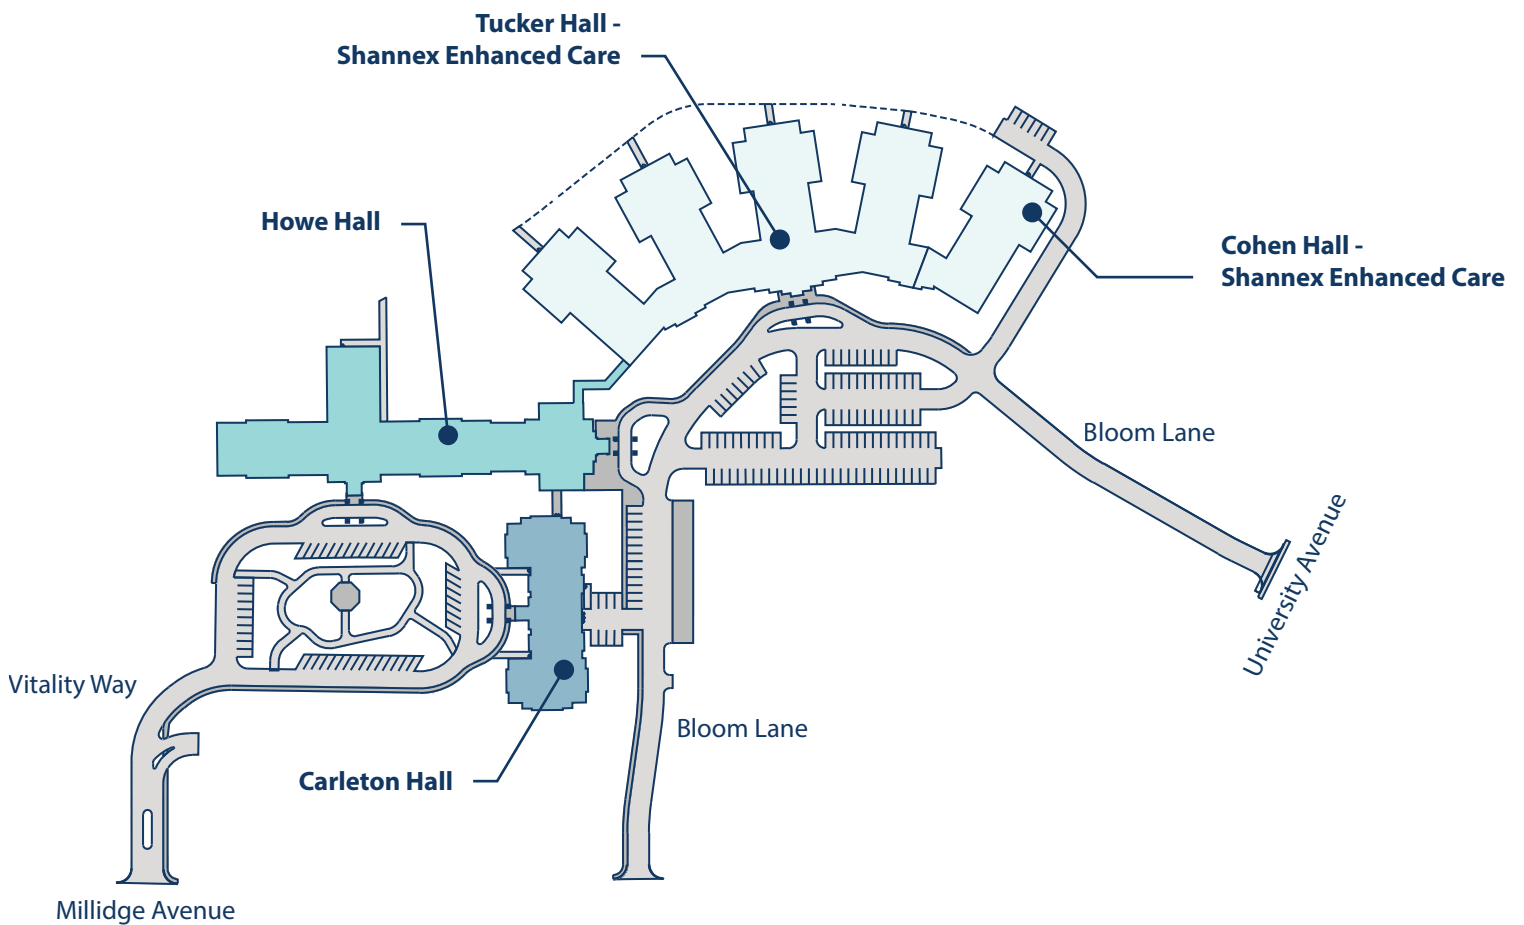 Tucker Hall -
Shannex Enhanced Care
Howe Hall
Cohen Hall -
Shannex Enhanced Care
Bloom Lane
University Avenue
Vitality Way
Bloom Lane
Carleton Hall
Millidge Avenue